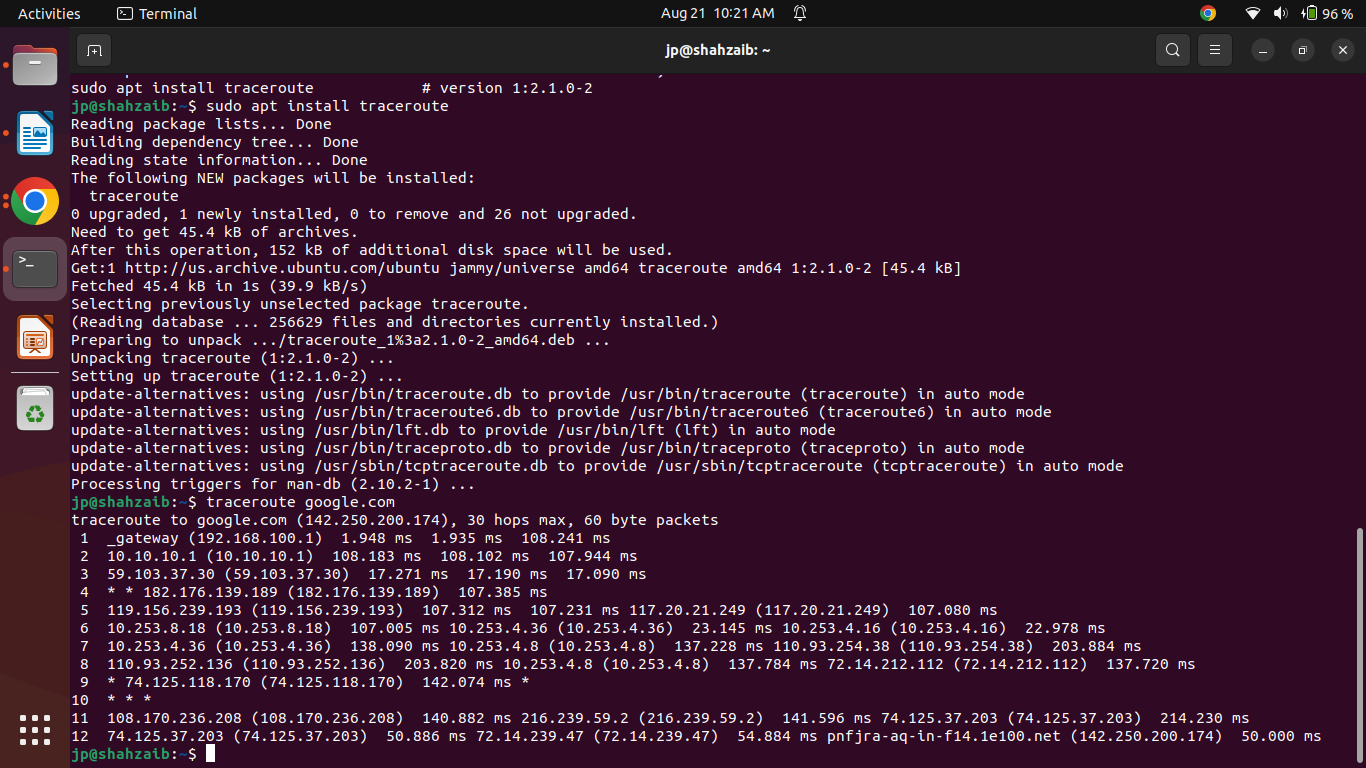 Activities Terminal Aug 21 10:21 AM 96 %
jp@shahzaib: ~
sudo apt install traceroute # version 1:2.1.0-2
jp@shahzaib:~$ sudo apt install traceroute
Reading package lists... Done
Building dependency tree... Done
Reading state information... Done
The following NEW packages will be installed:
traceroute
0 upgraded, 1 newly installed, 0 to remove and 26 not upgraded.
Need to get 45.4 kB of archives.
After this operation, 152 kB of additional disk space will be used.
Get:1 http://us.archive.ubuntu.com/ubuntu jammy/universe amd64 traceroute amd64 1:2.1.0-2 [45.4 kB]
Fetched 45.4 kB in 1s (39.9 kB/s)
Selecting previously unselected package traceroute.
(Reading database ... 256629 files and directories currently installed.)
Preparing to unpack .../traceroute_1%3a2.1.0-2_amd64.deb ...
Unpacking traceroute (1:2.1.0-2) ...
Setting up traceroute (1:2.1.0-2) ...
update-alternatives: using /usr/bin/traceroute.db to provide /usr/bin/traceroute (traceroute) in auto mode
update-alternatives: using /usr/bin/traceroute6.db to provide /usr/bin/traceroute6 (traceroute6) in auto mode
update-alternatives: using /usr/bin/lft.db to provide /usr/bin/lft (lft) in auto mode
update-alternatives: using /usr/bin/traceproto.db to provide /usr/bin/traceproto (traceproto) in auto mode
update-alternatives: using /usr/sbin/tcptraceroute.db to provide /usr/sbin/tcptraceroute (tcptraceroute) in auto mode
Processing triggers for man-db (2.10.2-1) ...
jp@shahzaib:~$ traceroute google.com
traceroute to google.com (142.250.200.174), 30 hops max, 60 byte packets
1 _gateway (192.168.100.1) 1.948 ms 1.935 ms 108.241 ms
2 10.10.10.1 (10.10.10.1) 108.183 ms 108.102 ms 107.944 ms
3 59.103.37.30 (59.103.37.30) 17.271 ms 17.190 ms 17.090 ms
4 * * 182.176.139.189 (182.176.139.189) 107.385 ms
5 119.156.239.193 (119.156.239.193) 107.312 ms 107.231 ms 117.20.21.249 (117.20.21.249) 107.080 ms
6 10.253.8.18 (10.253.8.18) 107.005 ms 10.253.4.36 (10.253.4.36) 23.145 ms 10.253.4.16 (10.253.4.16) 22.978 ms
7 10.253.4.36 (10.253.4.36) 138.090 ms 10.253.4.8 (10.253.4.8) 137.228 ms 110.93.254.38 (110.93.254.38) 203.884 ms
8 110.93.252.136 (110.93.252.136) 203.820 ms 10.253.4.8 (10.253.4.8) 137.784 ms 72.14.212.112 (72.14.212.112) 137.720 ms
9 * 74.125.118.170 (74.125.118.170) 142.074 ms *
10 * * *
11 108.170.236.208 (108.170.236.208) 140.882 ms 216.239.59.2 (216.239.59.2) 141.596 ms 74.125.37.203 (74.125.37.203) 214.230 ms
12 74.125.37.203 (74.125.37.203) 50.886 ms 72.14.239.47 (72.14.239.47) 54.884 ms pnfjra-aq-in-f14.1e100.net (142.250.200.174) 50.000 ms
jp@shahzaib:~$